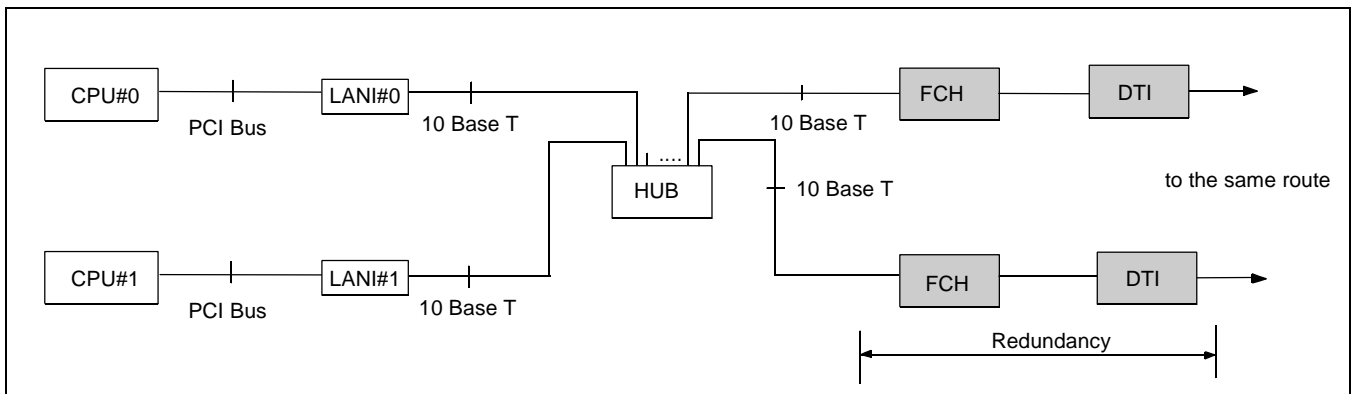 CPU#0
PCI Bus
LANI#0
10 Base T
10 Base T
FCH
DTI
....
HUB
10 Base T
to the same route
CPU#1
PCI Bus
LANI#1
10 Base T
FCH
DTI
Redundancy